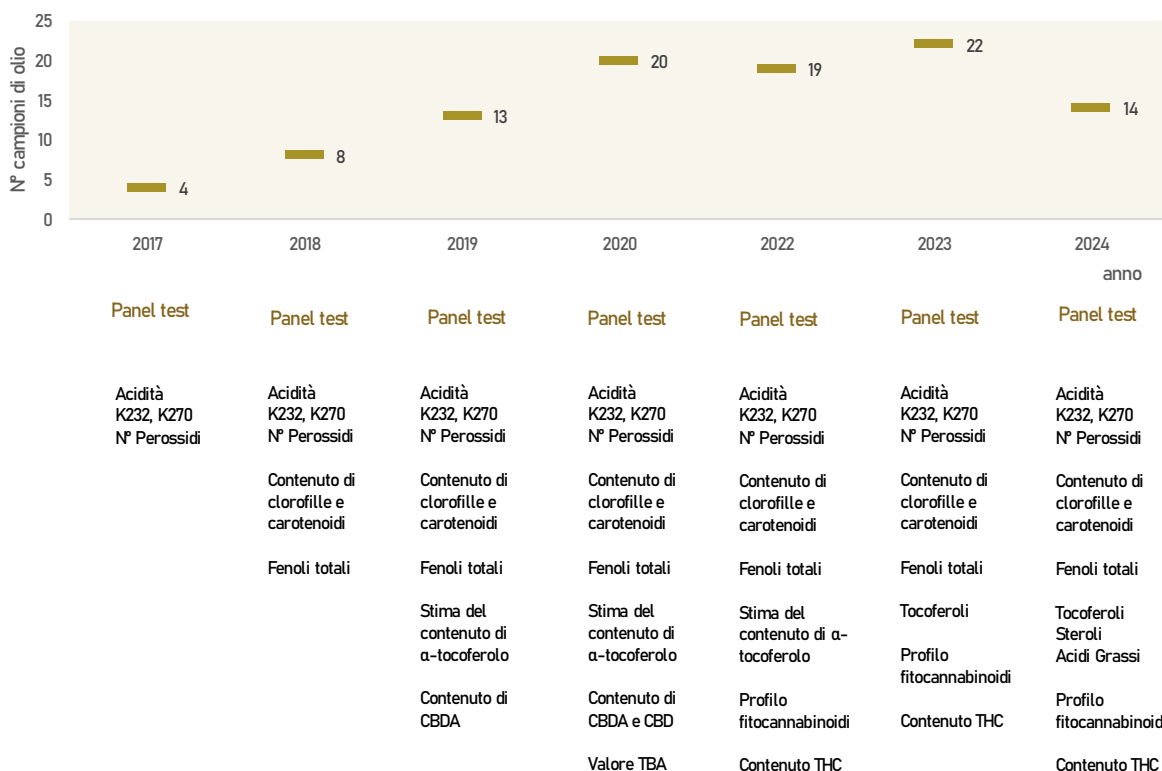 N° campioni di olio
25
20
15
10
5
0
4
8
13
20
19
22
14
2017
2018
2019
2020
2022
2023
2024
anno
Panel test
Acidità
K232, K270
N° Perossidi
Panel test
Acidità
K232, K270
N° Perossidi
Contenuto di
clorofille e
carotenoidi
Fenoli totali
Panel test
Acidità
K232, K270
N° Perossidi
Contenuto di
clorofille e
carotenoidi
Fenoli totali
Stima del
contenuto di
α-tocoferolo
Contenuto di
CBDA
Panel test
Acidità
K232, K270
N° Perossidi
Contenuto di
clorofille e
carotenoidi
Fenoli totali
Stima del
contenuto di
α-tocoferolo
Contenuto di
CBDA e CBD
Valore TBA
Panel test
Acidità
K232, K270
N° Perossidi
Contenuto di
clorofille e
carotenoidi
Fenoli totali
Stima del
contenuto di α-
tocoferolo
Profilo
fitocannabinoidi
Contenuto THC
Panel test
Acidità
K232, K270
N° Perossidi
Contenuto di
clorofille e
carotenoidi
Fenoli totali
Tocoferoli
Profilo
fitocannabinoidi
Contenuto THC
Panel test
Acidità
K232, K270
N° Perossidi
Contenuto di
clorofille e
carotenoidi
Fenoli totali
Tocoferoli
Steroli
Acidi Grassi
Profilo
fitocannabinoid
Contenuto THC